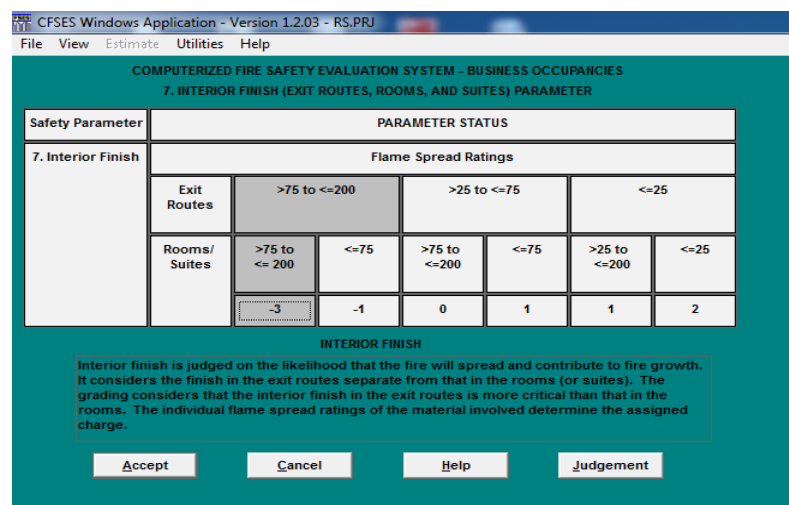 CFSES Windows Application - Version 1.2.03 - RS.PRJ
File View Estimate Utilities Help
COMPUTERIZED FIRE SAFETY EVALUATION SYSTEM - BUSINESS OCCUPANCIES
7. INTERIOR FINISH (EXIT ROUTES, ROOMS, AND SUITES) PARAMETER
Safety Parameter PARAMETER STATUS
7. Interior Finish Flame Spread Ratings
Exit Routes >75 to <=200 >25 to <=75 <=25
Rooms/ Suites >75 to <= 200 <=75 >75 to <=200 <=75 >25 to <=200 <=25
-3 -1 0 1 1 2
INTERIOR FINISH
Interior finish is judged on the likelihood that the fire will spread and contribute to fire growth.
It considers the finish in the exit routes separate from that in the rooms (or suites). The
grading considers that the interior finish in the exit routes is more critical than that in the
rooms. The individual flame spread ratings of the material involved determine the assigned
charge.
Accept Cancel Help Judgement